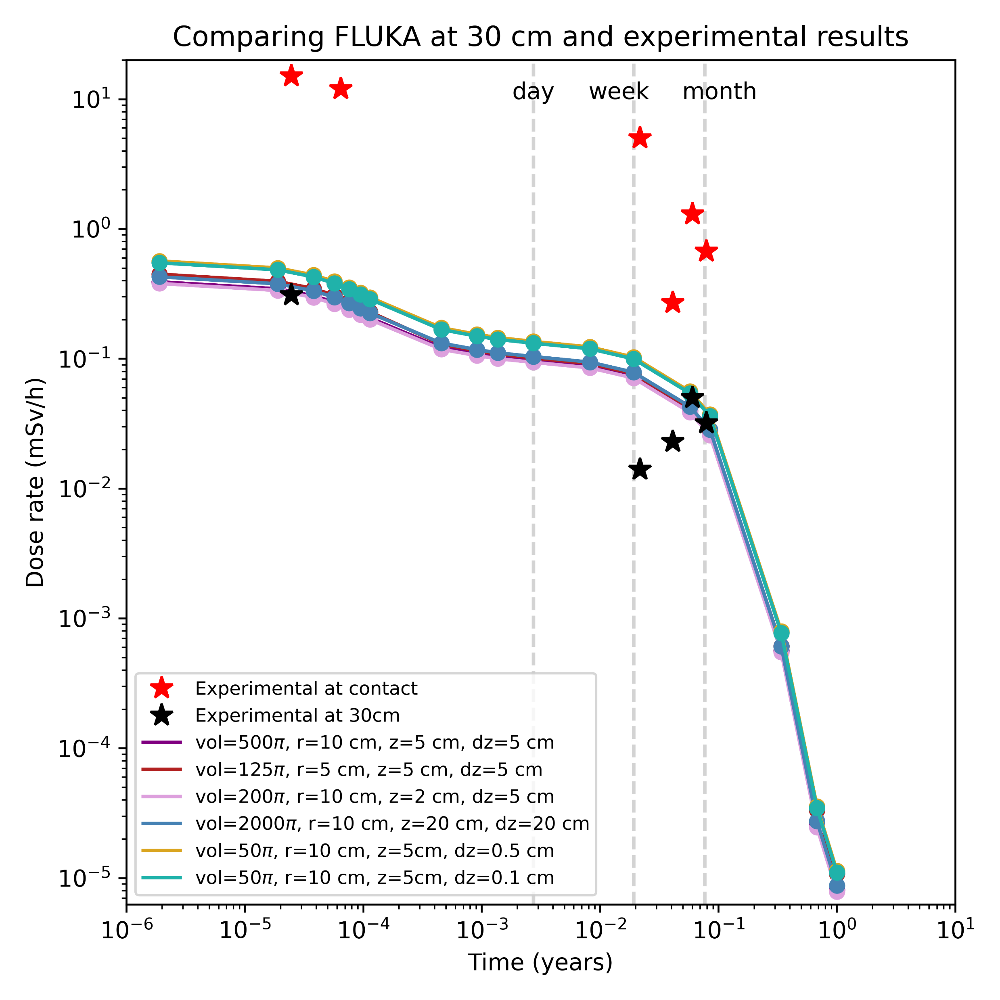 Comparing FLUKA at 30 cm and experimental results
day week month
10¹
10⁰
10⁻¹
10⁻²
10⁻³
10⁻⁴
10⁻⁵
Dose rate (mSv/h)
Experimental at contact
Experimental at 30cm
vol=500π, r=10 cm, z=5 cm, dz=5 cm
vol=125π, r=5 cm, z=5 cm, dz=5 cm
vol=200π, r=10 cm, z=2 cm, dz=5 cm
vol=2000π, r=10 cm, z=20 cm, dz=20 cm
vol=50π, r=10 cm, z=5cm, dz=0.5 cm
vol=50π, r=10 cm, z=5cm, dz=0.1 cm
10⁻⁶ 10⁻⁵ 10⁻⁴ 10⁻³ 10⁻² 10⁻¹ 10⁰ 10¹
Time (years)